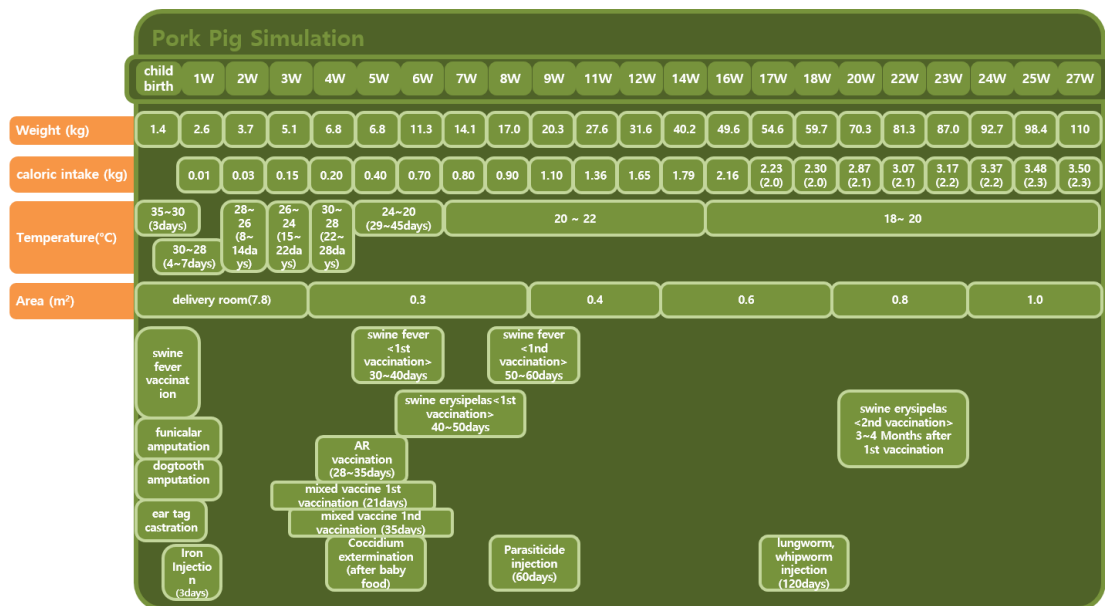 Pork Pig Simulation
child
birth
1W
2W
3W
4W
5W
6W
7W
8W
9W
11W
12W
14W
16W
17W
18W
20W
22W
23W
24W
25W
27W
Weight (kg)
1.4
2.6
3.7
5.1
6.8
6.8
11.3
14.1
17.0
20.3
27.6
31.6
40.2
49.6
54.6
59.7
70.3
81.3
87.0
92.7
98.4
110
caloric intake (kg)
0.01
0.03
0.15
0.20
0.40
0.70
0.80
0.90
1.10
1.36
1.65
1.79
2.16
2.23
(2.0)
2.30
(2.0)
2.87
(2.1)
3.07
(2.1)
3.17
(2.2)
3.37
(2.2)
3.48
(2.3)
3.50
(2.3)
Temperature(℃)
35~30
(3days)
30~28
(4~7days)
28~
26
(8~
14da
ys)
26~
24
(15~
22da
ys)
30~
28
(22~
28da
ys)
24~20
(29~45days)
20 ~ 22
18~ 20
Area (m²)
delivery room(7.8)
0.3
0.4
0.6
0.8
1.0
swine
fever
vaccinat
ion
swine fever
<1st
vaccination>
30~40days
swine fever
<1nd
vaccination>
50~60days
swine erysipelas<1st
vaccination>
40~50days
swine erysipelas
<2nd vaccination>
3~4 Months after
1st vaccination
funicalar
amputation
AR
vaccination
(28~35days)
dogtooth
amputation
mixed vaccine 1st
vaccination (21days)
ear tag
castration
mixed vaccine 1nd
vaccination (35days)
Iron
Injectio
n
(3days)
Coccidium
extermination
(after baby
food)
Parasiticide
injection
(60days)
lungworm,
whipworm
injection
(120days)